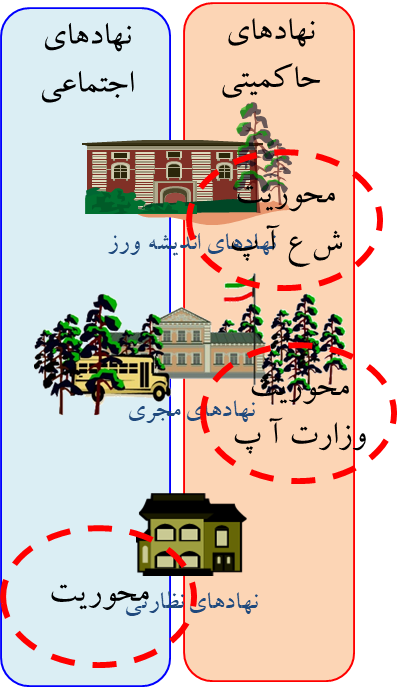 نهادهای
حاکمیتی
نهادهای
اجتماعی
محوریت
ش ع آ پ
نهادهای اندیشه ورز
محوریت
وزارت آ پ
نهادهای مجری
محوریت
نهادهای نظارتی